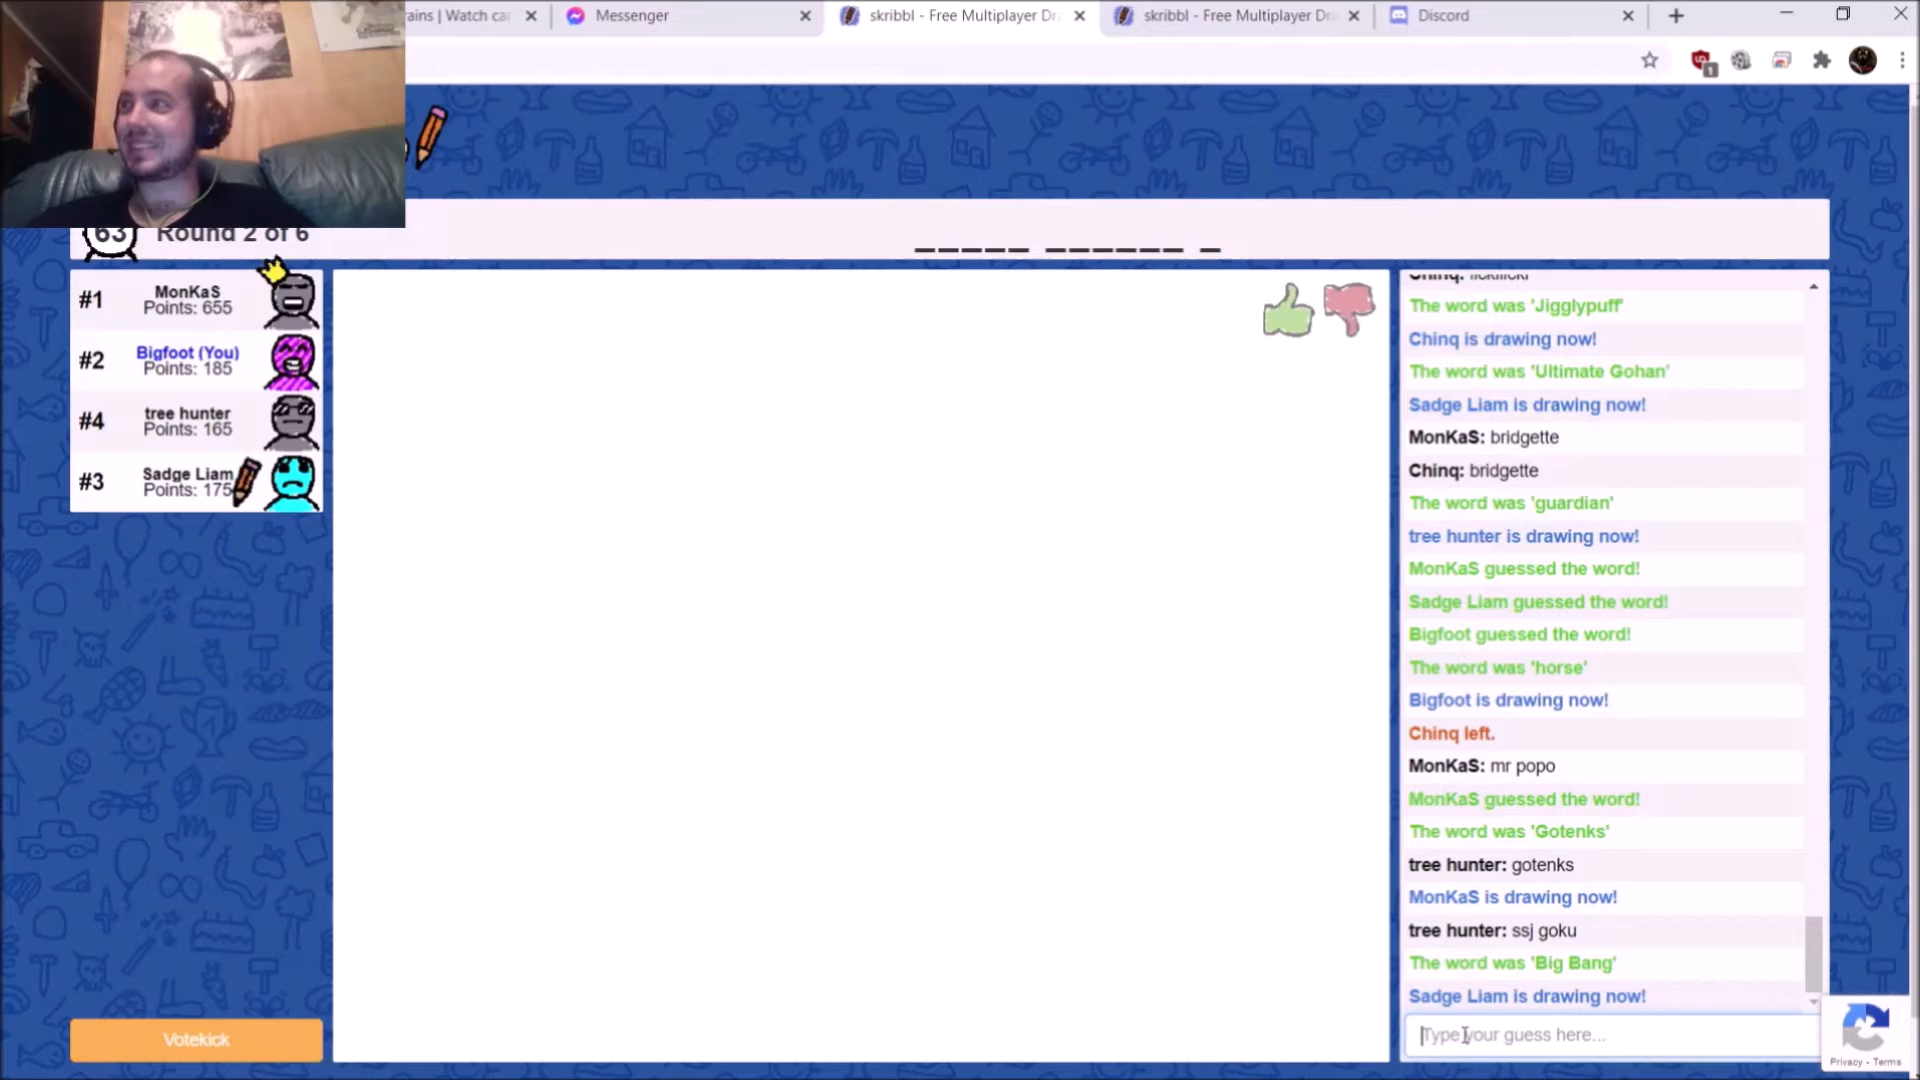 rains | Watch car
Messenger
skribbl - Free Multiplayer Dr
skribbl - Free Multiplayer Dr
Discord
1
63
Round 2 of 6
_____ ______ _
#1
MonKaS
Points: 655
#2
Bigfoot (You)
Points: 185
#4
tree hunter
Points: 165
#3
Sadge Liam
Points: 175
Votekick
Chinq:
The word was 'Jigglypuff'
Chinq is drawing now!
The word was 'Ultimate Gohan'
Sadge Liam is drawing now!
MonKaS: bridgette
Chinq: bridgette
The word was 'guardian'
tree hunter is drawing now!
MonKaS guessed the word!
Sadge Liam guessed the word!
Bigfoot guessed the word!
The word was 'horse'
Bigfoot is drawing now!
Chinq left.
MonKaS: mr popo
MonKaS guessed the word!
The word was 'Gotenks'
tree hunter: gotenks
MonKaS is drawing now!
tree hunter: ssj goku
The word was 'Big Bang'
Sadge Liam is drawing now!
Type your guess here...
Privacy - Terms